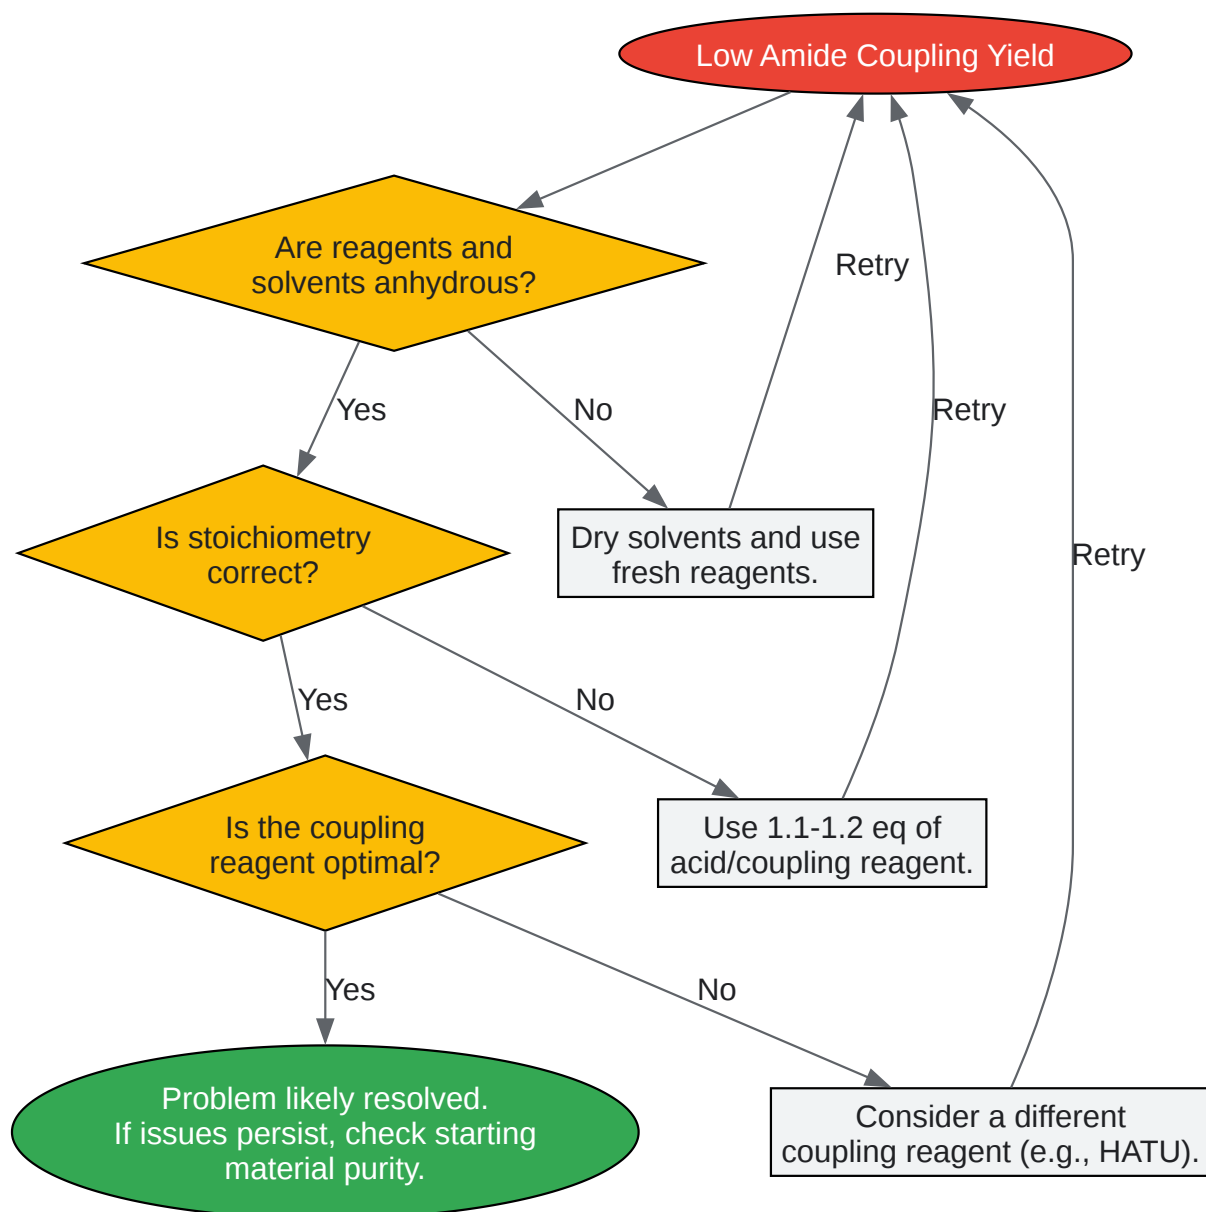 Low Amide Coupling Yield
Are reagents and
solvents anhydrous?
Retry
Yes
No
Retry
Is stoichiometry
correct?
Dry solvents and use
fresh reagents.
Retry
Yes
No
Is the coupling
reagent optimal?
Use 1.1-1.2 eq of
acid/coupling reagent.
Yes
No
Problem likely resolved.
If issues persist, check starting
material purity.
Consider a different
coupling reagent (e.g., HATU).